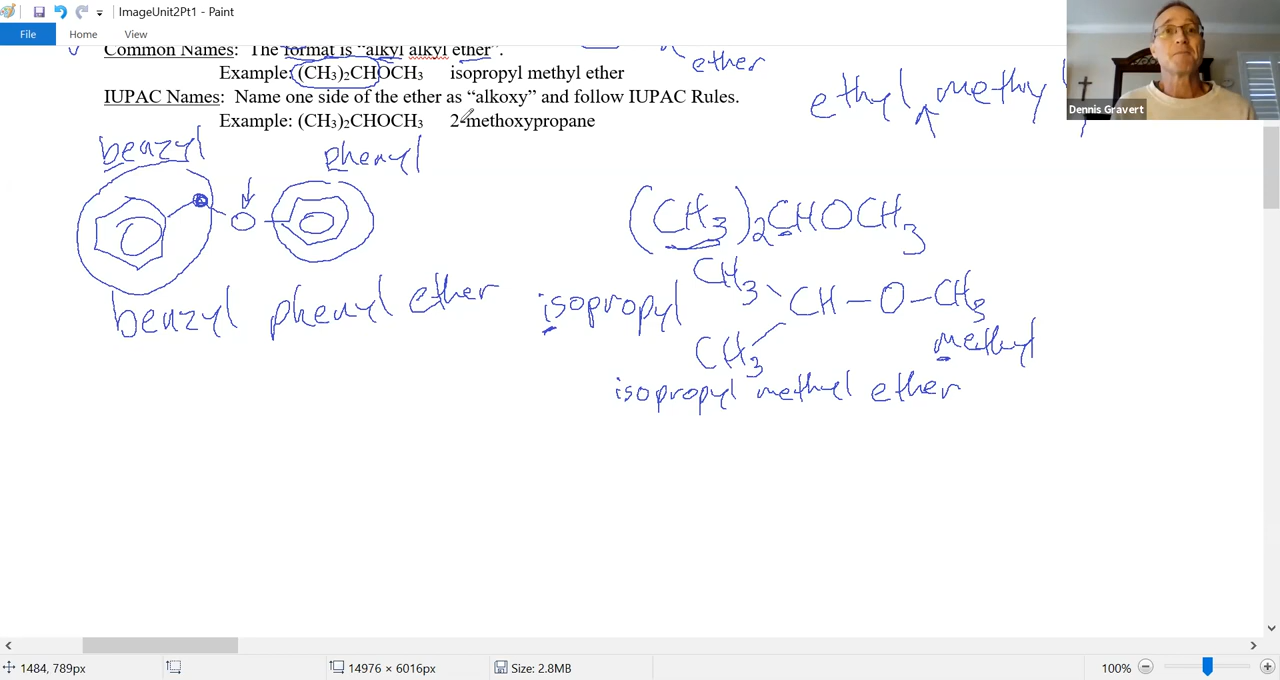 ImageUnit2Pt1 - Paint
File Home View
Common Names: The format is “alkyl alkyl ether”.
Example: (CH₃)₂CHOCH₃ isopropyl methyl ether
IUPAC Names: Name one side of the ether as “alkoxy” and follow IUPAC Rules.
Example: (CH₃)₂CHOCH₃ 2-methoxypropane
ether
ethyl methyl
Dennis Gravert
benzyl phenyl
O
benzyl phenyl ether
(CH₃)₂CHOCH₃
CH₃
isopropyl CH – O – CH₃
CH₃ methyl
isopropyl methyl ether
1484, 789px 14976 × 6016px Size: 2.8MB 100%